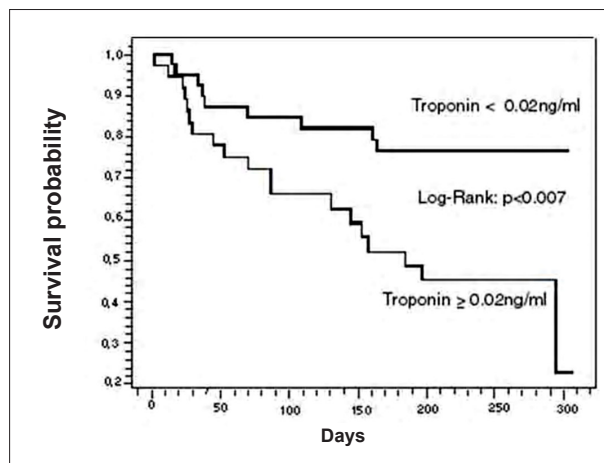 Survival probability
1,0
0,9
0,8
0,7
0,6
0,5
0,4
0,3
0,2
Troponin < 0.02ng/ml
Log-Rank: p<0.007
Troponin ≥ 0.02ng/ml
0 50 100 150 200 250 300
Days